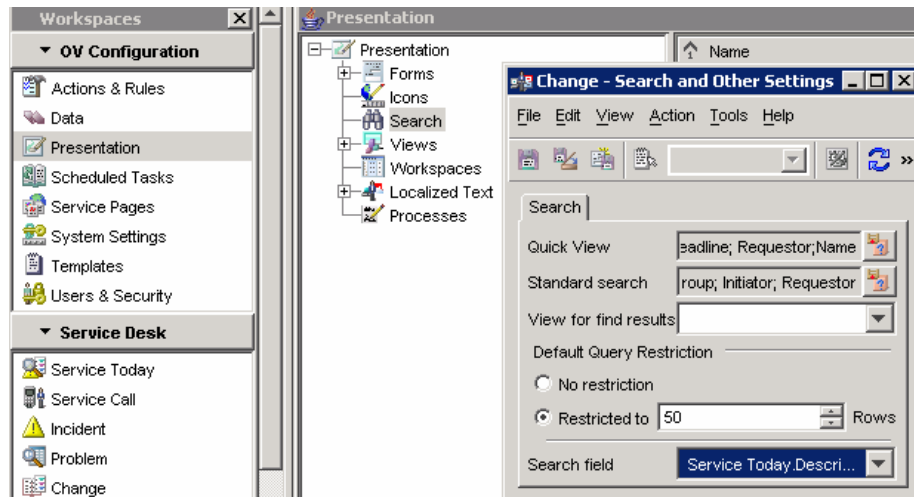 Workspaces
OV Configuration
Actions & Rules
Data
Presentation
Scheduled Tasks
Service Pages
System Settings
Templates
Users & Security
Service Desk
Service Today
Service Call
Incident
Problem
Change
Presentation
Presentation
Forms
Icons
Search
Views
Workspaces
Localized Text
Processes
1 Name
Change - Search and Other Settings
File Edit View Action Tools Help
Search
Quick View eadline; Requestor;Name
Standard search roup; Initiator; Requestor
View for find results
Default Query Restriction
No restriction
Restricted to 50 Rows
Search field Service Today.Descri...